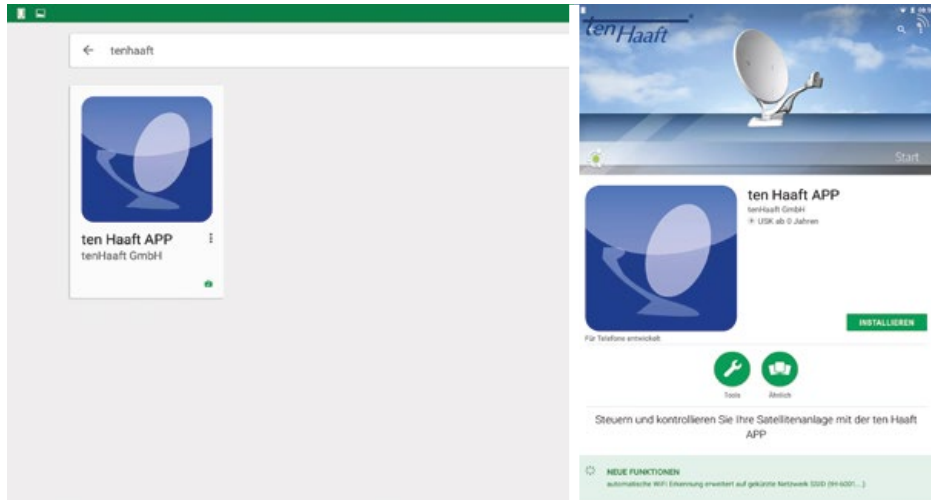 tenhaaft
ten Haaft APP
tenHaaft GmbH
ten Haaft
Start
ten Haaft APP
tenHaaft GmbH
USK ab 0 Jahren
INSTALLIEREN
Für Telefone entwickelt
Tools
Ähnlich
Steuern und kontrollieren Sie Ihre Satellitenanlage mit der ten Haaft
APP
NEUE FUNKTIONEN
automatische WiFi Erkennung erweitert auf gekürzte Netzwerk SSID